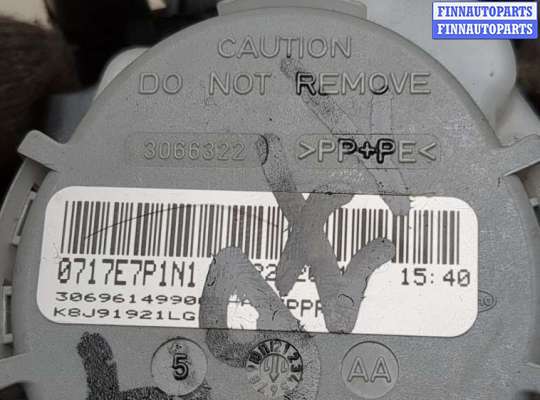 FINNAUTOPARTS
FINNAUTOPARTS
CAUTION
DO NOT REMOVE
3066322 >PP+PE<
0717E7P1N1 15:40
K8J91921LG
5 AA